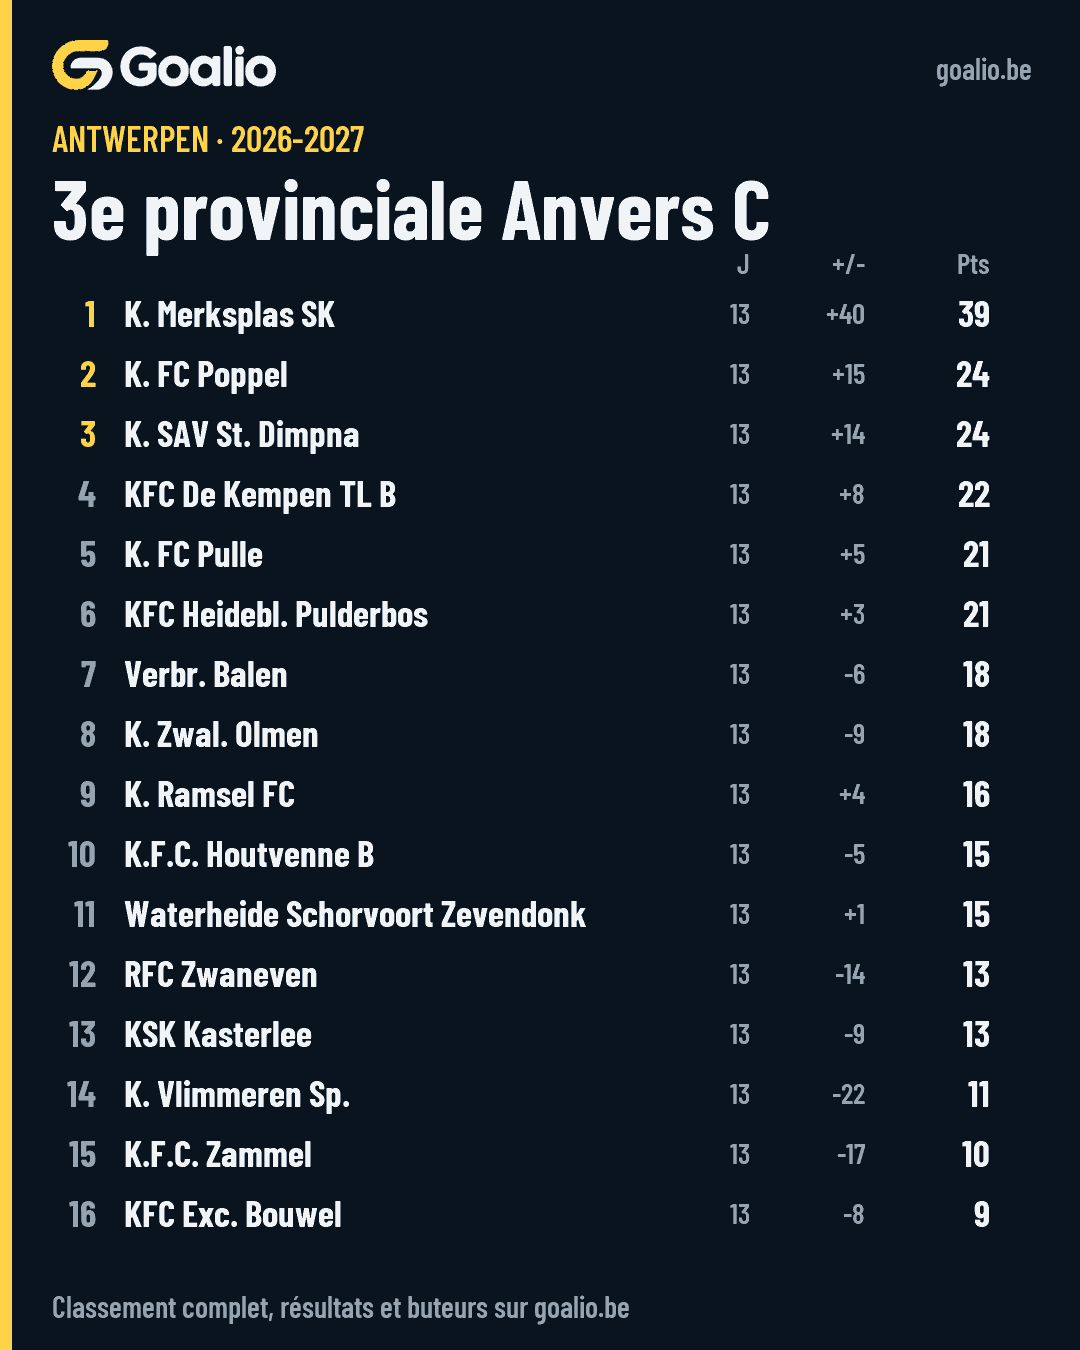 Goalio goalio.be
ANTWERPEN · 2026-2027
3e provinciale Anvers C
J +/- Pts
1 K. Merksplas SK 13 +40 39
2 K. FC Poppel 13 +15 24
3 K. SAV St. Dimpna 13 +14 24
4 KFC De Kempen TL B 13 +8 22
5 K. FC Pulle 13 +5 21
6 KFC Heidebl. Pulderbos 13 +3 21
7 Verbr. Balen 13 -6 18
8 K. Zwal. Olmen 13 -9 18
9 K. Ramsel FC 13 +4 16
10 K.F.C. Houtvenne B 13 -5 15
11 Waterheide Schorvoort Zevendonk 13 +1 15
12 RFC Zwaneven 13 -14 13
13 KSK Kasterlee 13 -9 13
14 K. Vlimmeren Sp. 13 -22 11
15 K.F.C. Zammel 13 -17 10
16 KFC Exc. Bouwel 13 -8 9
Classement complet, résultats et buteurs sur goalio.be